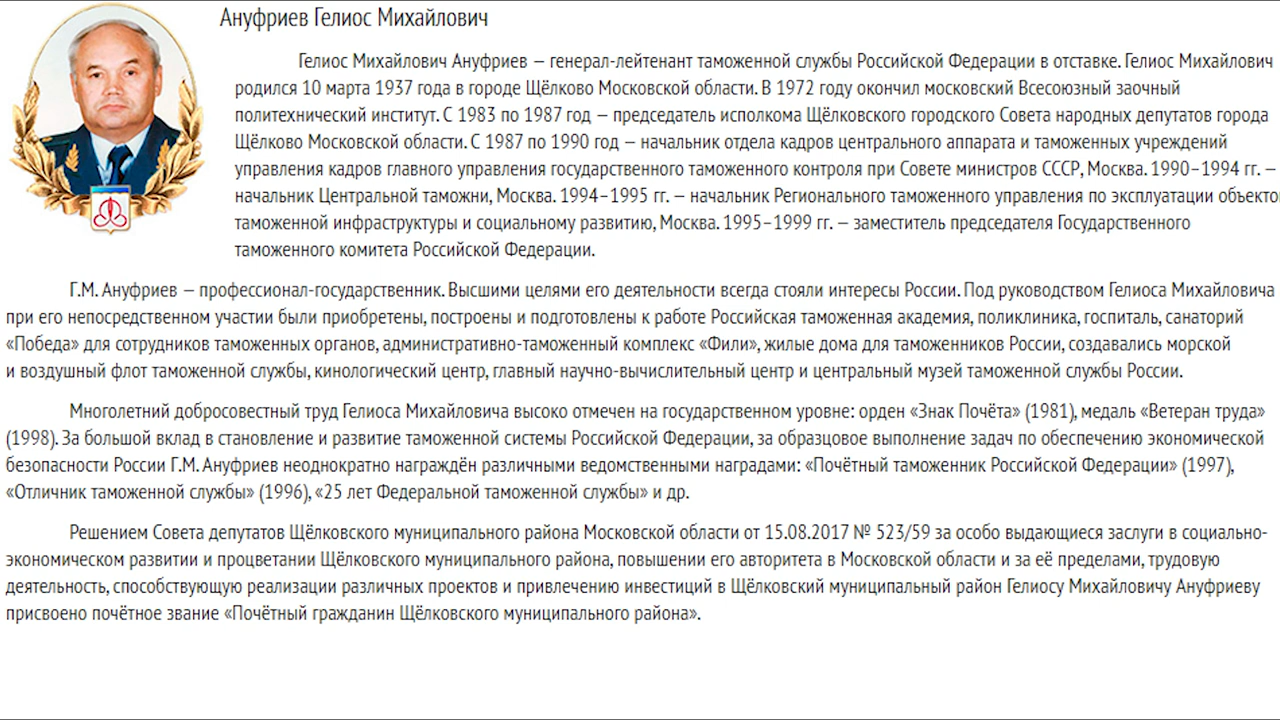 Ануфриев Гелиос Михайлович
Гелиос Михайлович Ануфриев — генерал-лейтенант таможенной службы Российской Федерации в отставке. Гелиос Михайлович
родился 10 марта 1937 года в городе Щёлково Московской области. В 1972 году окончил московский Всесоюзный заочный
политехнический институт. С 1983 по 1987 год — председатель исполкома Щёлковского городского Совета народных депутатов города
Щёлково Московской области. С 1987 по 1990 год — начальник отдела кадров центрального аппарата и таможенных учреждений
управления кадров главного управления государственного таможенного контроля при Совете министров СССР, Москва. 1990–1994 гг. —
начальник Центральной таможни, Москва. 1994–1995 гг. — начальник Регионального таможенного управления по эксплуатации объекто
таможенной инфраструктуры и социальному развитию, Москва. 1995–1999 гг. — заместитель председателя Государственного
таможенного комитета Российской Федерации.
Г.М. Ануфриев — профессионал-государственник. Высшими целями его деятельности всегда стояли интересы России. Под руководством Гелиоса Михайловича
при его непосредственном участии были приобретены, построены и подготовлены к работе Российская таможенная академия, поликлиника, госпиталь, санаторий
«Победа» для сотрудников таможенных органов, административно-таможенный комплекс «Фили», жилые дома для таможенников России, создавались морской
и воздушный флот таможенной службы, кинологический центр, главный научно-вычислительный центр и центральный музей таможенной службы России.
Многолетний добросовестный труд Гелиоса Михайловича высоко отмечен на государственном уровне: орден «Знак Почёта» (1981), медаль «Ветеран труда»
(1998). За большой вклад в становление и развитие таможенной системы Российской Федерации, за образцовое выполнение задач по обеспечению экономической
безопасности России Г.М. Ануфриев неоднократно награждён различными ведомственными наградами: «Почётный таможенник Российской Федерации» (1997),
«Отличник таможенной службы» (1996), «25 лет Федеральной таможенной службы» и др.
Решением Совета депутатов Щёлковского муниципального района Московской области от 15.08.2017 № 523/59 за особо выдающиеся заслуги в социально-
экономическом развитии и процветании Щёлковского муниципального района, повышении его авторитета в Московской области и за её пределами, трудовую
деятельность, способствующую реализации различных проектов и привлечению инвестиций в Щёлковский муниципальный район Гелиосу Михайловичу Ануфриеву
присвоено почётное звание «Почётный гражданин Щёлковского муниципального района».